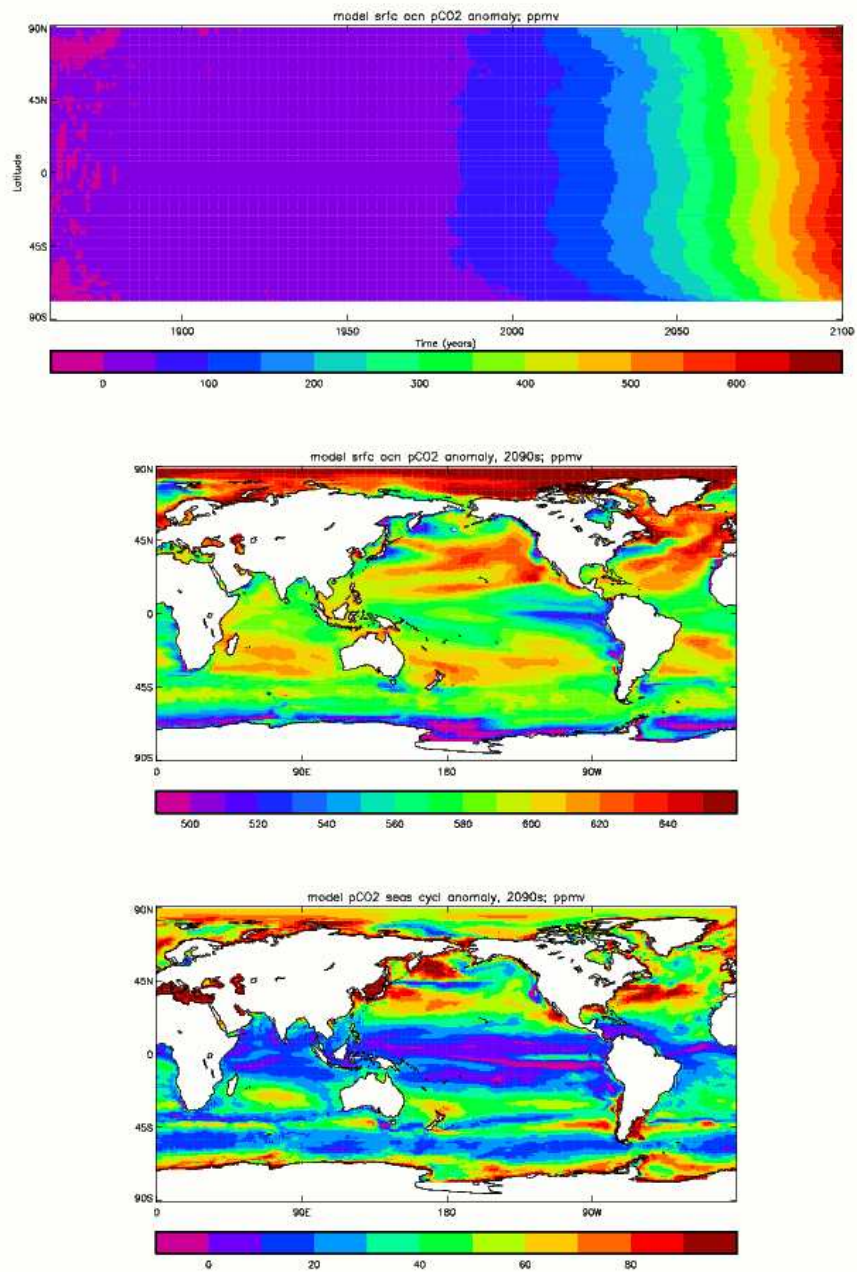 model srfc ocn pCO2 anomaly; ppmv
90N
45N
0
45S
90S
Latitude
1900 1950 2000 2050 2100
Time (years)
0 100 200 300 400 500 600
model srfc ocn pCO2 anomaly, 2090s; ppmv
90N
45N
0
45S
90S
0 90E 180 90W
500 520 540 560 580 600 620 640
model pCO2 seas cycl anomaly, 2090s; ppmv
90N
45N
0
45S
90S
0 90E 180 90W
0 20 40 60 80